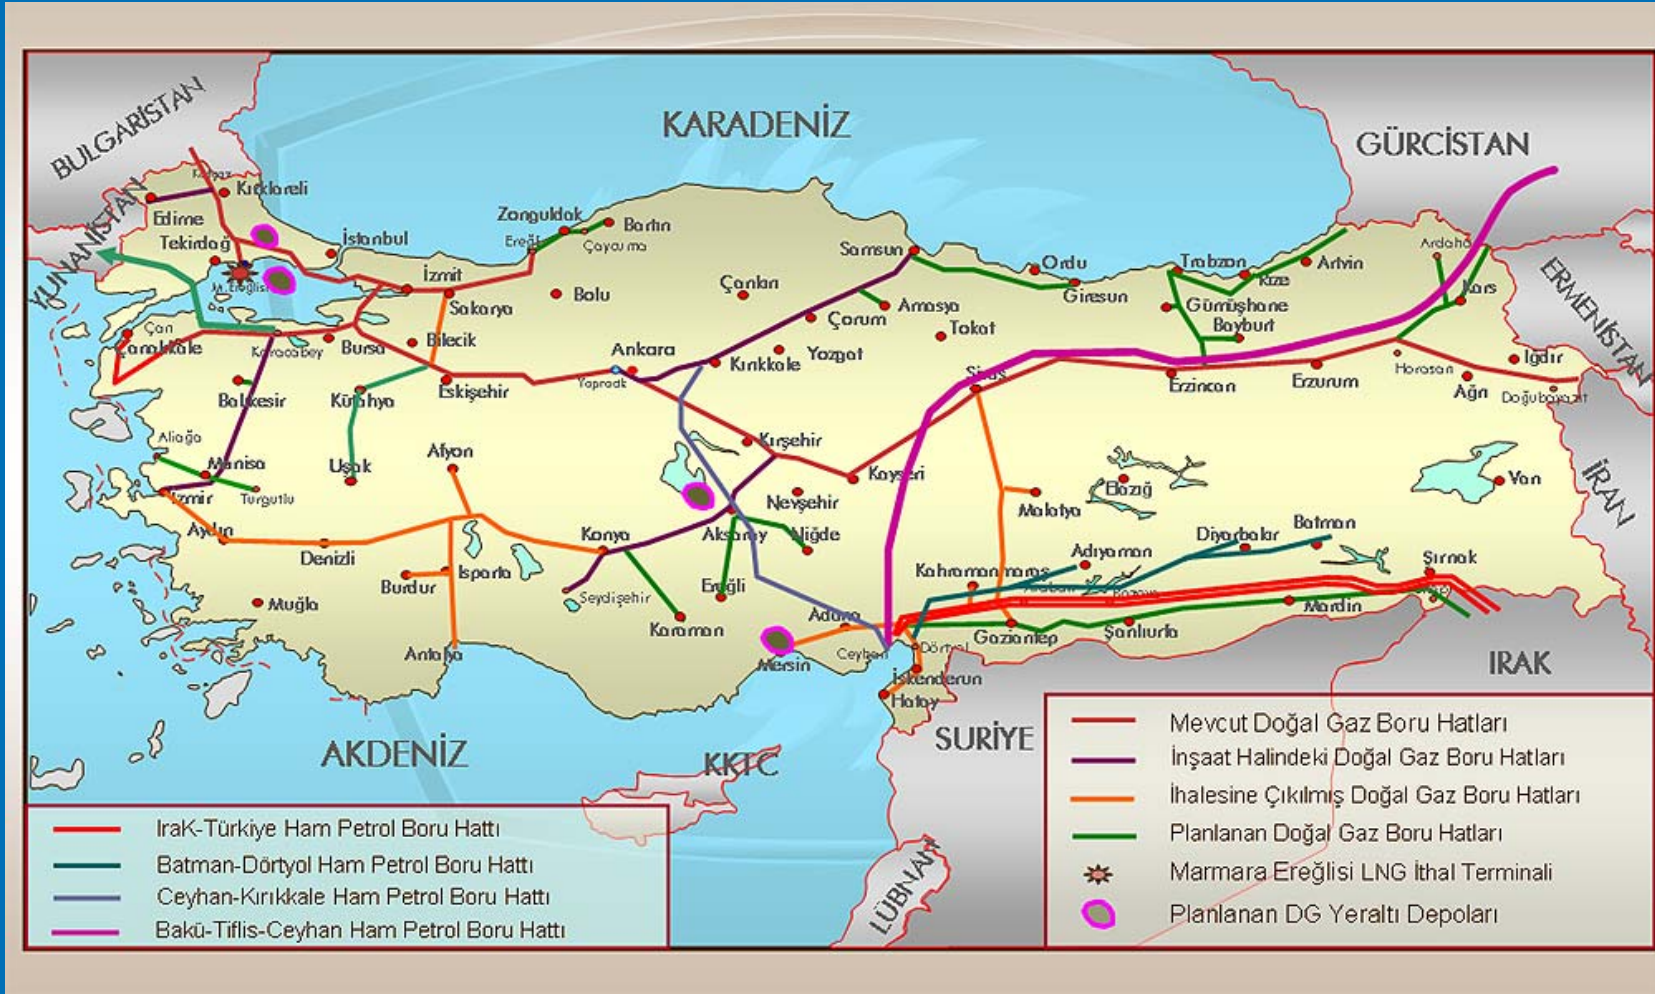 KARADENİZ
BULGARİSTAN
GÜRCİSTAN
YUNANİSTAN
ERMENİSTAN
İRAN
IRAK
SURİYE
LÜBNAN
KKTC
AKDENİZ
Kırklareli
Edirne
Tekirdağ
İstanbul
M.Ereğlisi
Zonguldak
Bartın
Ereğli
Çaycuma
İzmit
Sakarya
Bolu
Çankırı
Samsun
Ordu
Giresun
Trabzon
Rize
Artvin
Ardahan
Kars
Gümüşhane
Bayburt
Amasya
Çorum
Tokat
Çan
Çanakkale
Karacabey
Bursa
Bilecik
Ankara
Yapracık
Kırıkkale
Yozgat
Sivas
Erzincan
Erzurum
Horasan
Iğdır
Ağrı
Doğubayazıt
Balıkesir
Kütahya
Eskişehir
Aliağa
Manisa
Turgutlu
İzmir
Uşak
Afyon
Kırşehir
Kayseri
Nevşehir
Aksaray
Niğde
Malatya
Elazığ
Van
Aydın
Denizli
Burdur
Isparta
Konya
Seydişehir
Ereğli
Karaman
Muğla
Antalya
Adana
Mersin
Ceyhan
Dörtyol
İskenderun
Hatay
Kahramanmaraş
Adıyaman
Diyarbakır
Batman
Şırnak
Mardin
Gaziantep
Şanlıurfa
IraK-Türkiye Ham Petrol Boru Hattı
Batman-Dörtyol Ham Petrol Boru Hattı
Ceyhan-Kırıkkale Ham Petrol Boru Hattı
Bakü-Tiflis-Ceyhan Ham Petrol Boru Hattı
Mevcut Doğal Gaz Boru Hatları
İnşaat Halindeki Doğal Gaz Boru Hatları
İhalesine Çıkılmış Doğal Gaz Boru Hatları
Planlanan Doğal Gaz Boru Hatları
Marmara Ereğlisi LNG İthal Terminali
Planlanan DG Yeraltı Depoları